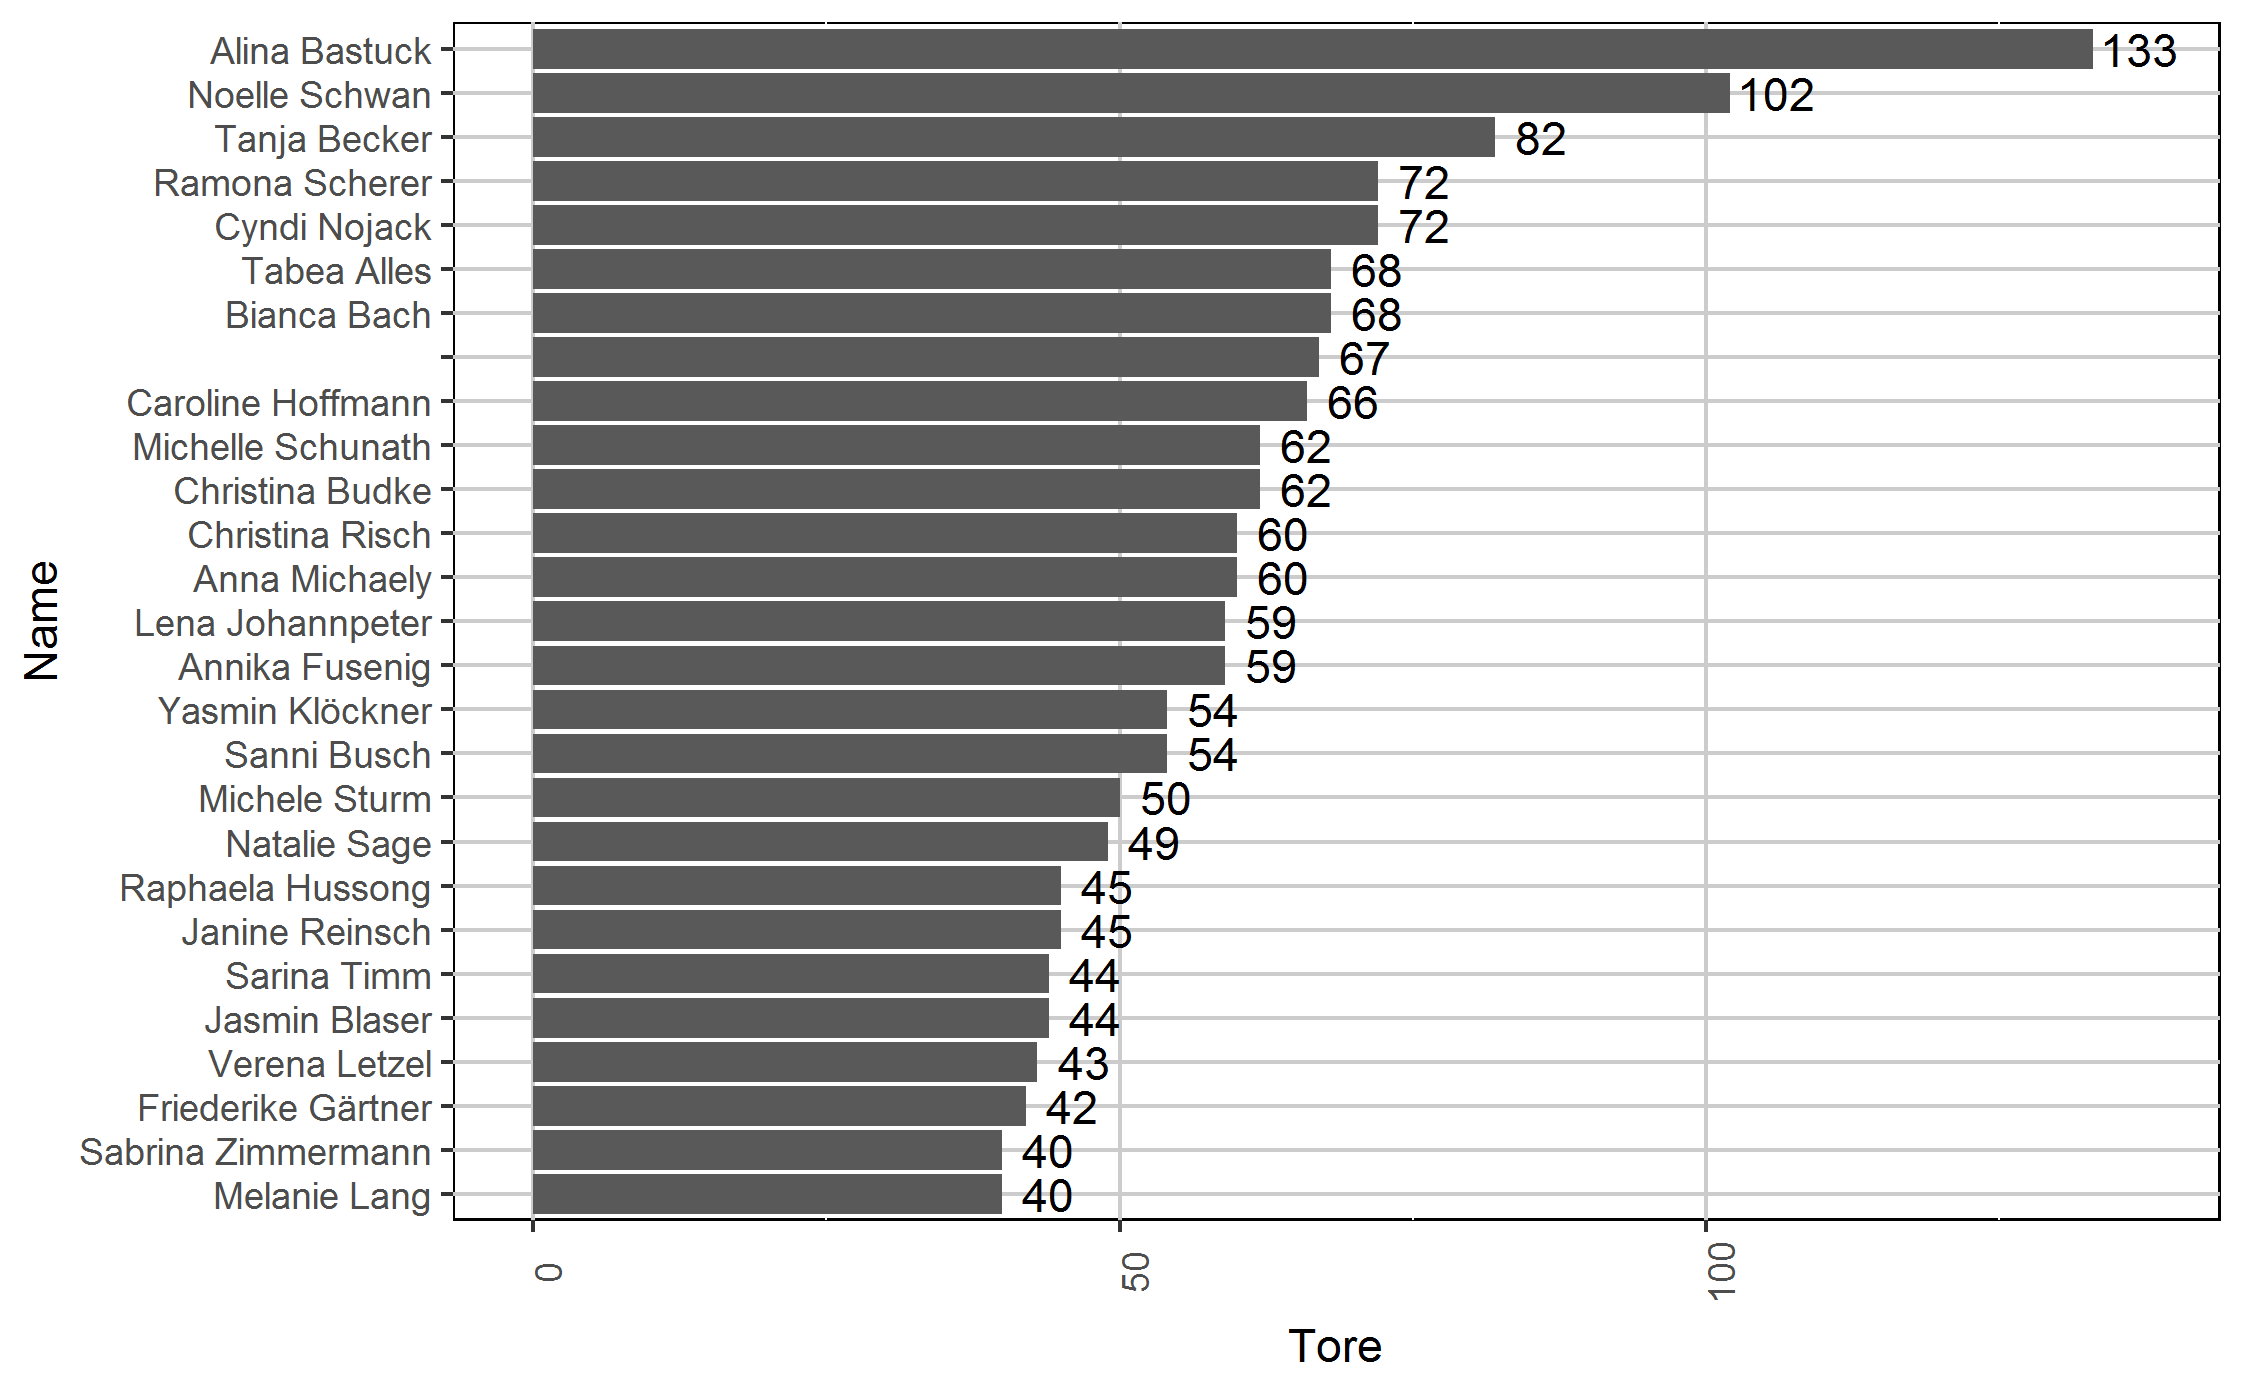 Alina Bastuck 133
Noelle Schwan 102
Tanja Becker 82
Ramona Scherer 72
Cyndi Nojack 72
Tabea Alles 68
Bianca Bach 68
67
Caroline Hoffmann 66
Michelle Schunath 62
Christina Budke 62
Christina Risch 60
Anna Michaely 60
Lena Johannpeter 59
Annika Fusenig 59
Yasmin Klöckner 54
Sanni Busch 54
Michele Sturm 50
Natalie Sage 49
Raphaela Hussong 45
Janine Reinsch 45
Sarina Timm 44
Jasmin Blaser 44
Verena Letzel 43
Friederike Gärtner 42
Sabrina Zimmermann 40
Melanie Lang 40
Name
0 50 100
Tore